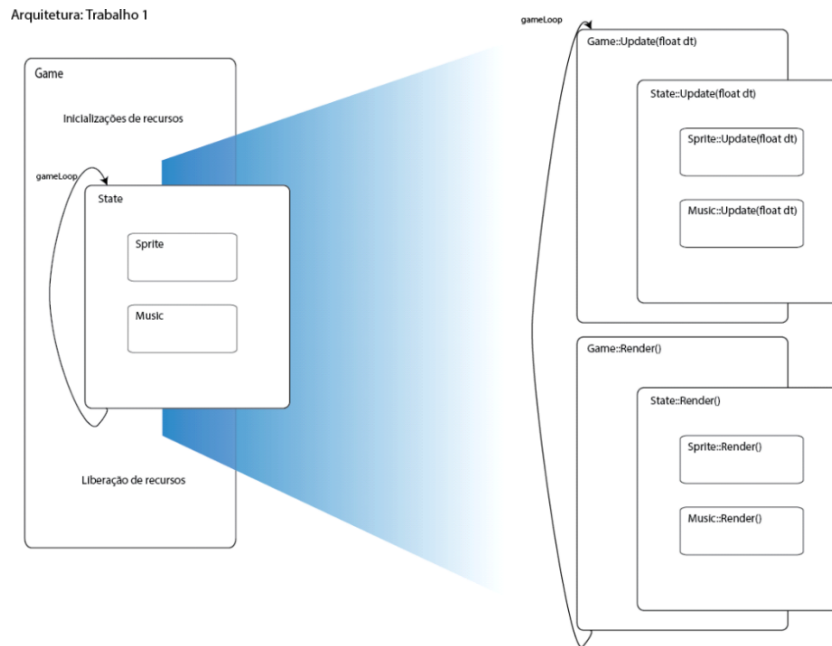 Arquitetura: Trabalho 1
Game
Inicializações de recursos
gameLoop
State
Sprite
Music
Liberação de recursos
gameLoop
Game::Update(float dt)
State::Update(float dt)
Sprite::Update(float dt)
Music::Update(float dt)
Game::Render()
State::Render()
Sprite::Render()
Music::Render()